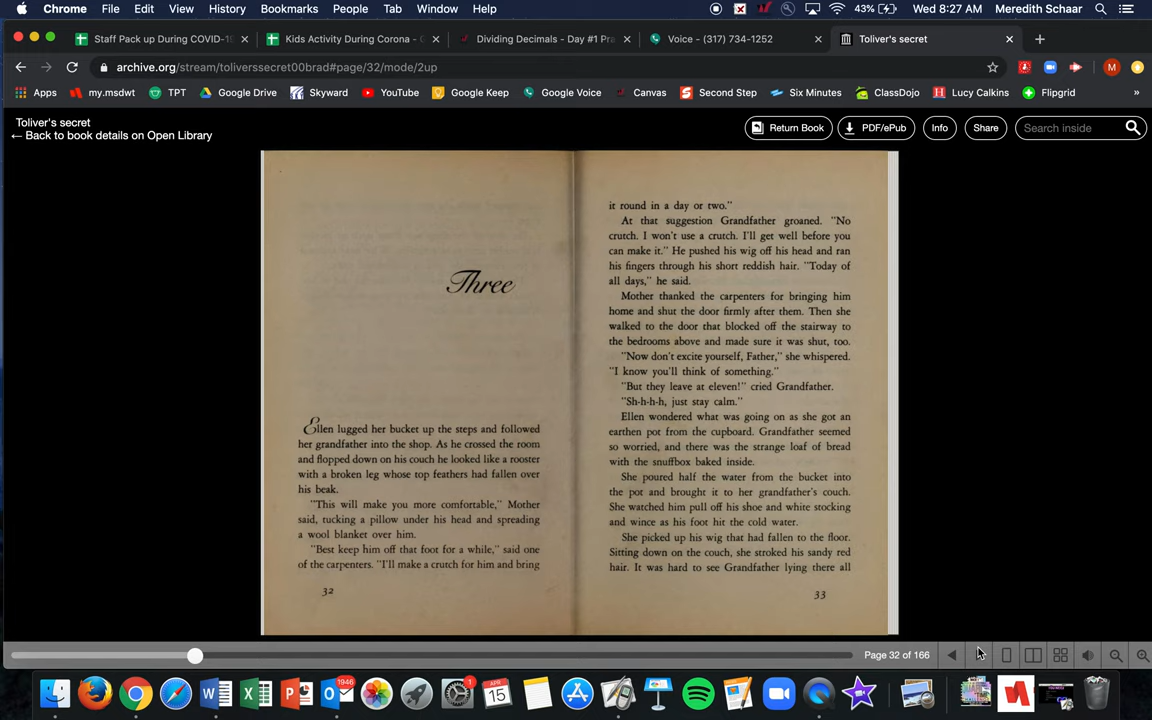 Chrome File Edit View History Bookmarks People Tab Window Help 43% Wed 8:27 AM Meredith Schaar
Staff Pack up During COVID-19 Kids Activity During Corona - G Dividing Decimals - Day #1 Pra Voice - (317) 734-1252 Toliver's secret
archive.org/stream/toliverssecret00brad#page/32/mode/2up M
Apps my.msdwt TPT Google Drive Skyward YouTube Google Keep Google Voice Canvas Second Step Six Minutes ClassDojo Lucy Calkins Flipgrid »
Toliver's secret
← Back to book details on Open Library
Return Book PDF/ePub Info Share Search inside
Three
Ellen lugged her bucket up the steps and followed
her grandfather into the shop. As he crossed the room
and flopped down on his couch he looked like a rooster
with a broken leg whose top feathers had fallen over
his beak.
"This will make you more comfortable," Mother
said, tucking a pillow under his head and spreading
a wool blanket over him.
"Best keep him off that foot for a while," said one
of the carpenters. "I'll make a crutch for him and bring
32
it round in a day or two."
At that suggestion Grandfather groaned. "No
crutch. I won't use a crutch. I'll get well before you
can make it." He pushed his wig off his head and ran
his fingers through his short reddish hair. "Today of
all days," he said.
Mother thanked the carpenters for bringing him
home and shut the door firmly after them. Then she
walked to the door that blocked off the stairway to
the bedrooms above and made sure it was shut, too.
"Now don't excite yourself, Father," she whispered.
"I know you'll think of something."
"But they leave at eleven!" cried Grandfather.
"Sh-h-h-h, just stay calm."
Ellen wondered what was going on as she got an
earthen pot from the cupboard. Grandfather seemed
so worried, and there was the strange loaf of bread
with the snuffbox baked inside.
She poured half the water from the bucket into
the pot and brought it to her grandfather's couch.
She watched him pull off his shoe and white stocking
and wince as his foot hit the cold water.
She picked up his wig that had fallen to the floor.
Sitting down on the couch, she stroked his sandy red
hair. It was hard to see Grandfather lying there all
33
Page 32 of 166
1946
1
APR
15